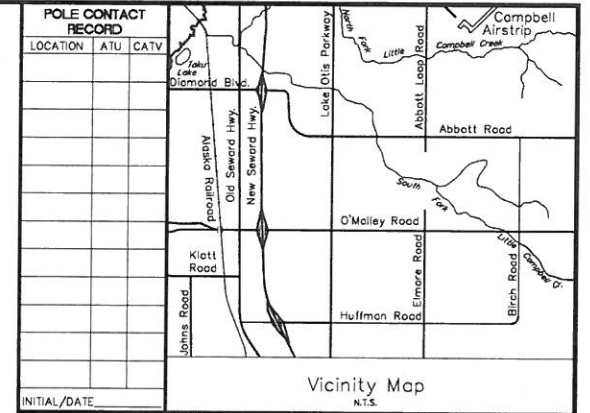 POLE CONTACT
RECORD
LOCATION ATU CATV
INITIAL/DATE
North Fork
Little
Campbell Creek
Campbell
Airstrip
Lake
Diamond Blvd.
Lake Otis Parkway
Abbott Loop Road
Abbott Road
Alaska Railroad
Old Seward Hwy.
New Seward Hwy.
South
Fork
Little
Campbell Cr.
O'Malley Road
Klatt
Road
Elmore Road
Birch Road
Johns Road
Huffman Road
Vicinity Map
N.T.S.